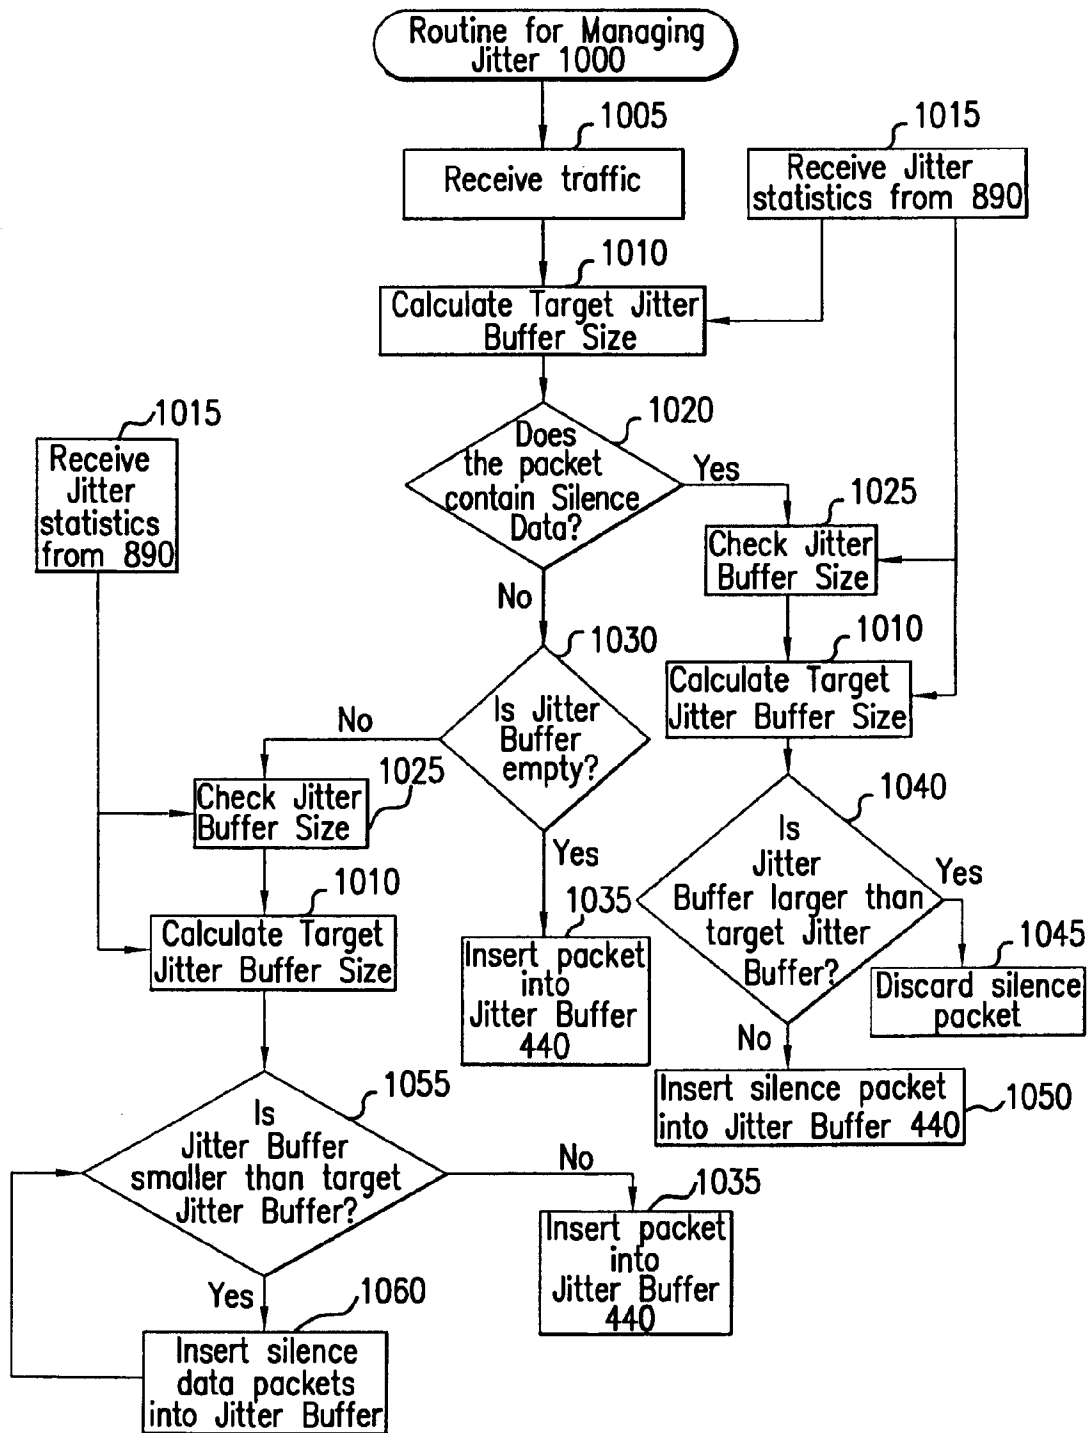 Routine for Managing
Jitter 1000
1005
Receive traffic
1015
Receive Jitter
statistics from 890
1010
Calculate Target Jitter
Buffer Size
1020
Does
the packet
contain Silence
Data?
Yes
No
1015
Receive
Jitter
statistics
from 890
1025
Check Jitter
Buffer Size
1010
Calculate Target
Jitter Buffer Size
1030
Is Jitter
Buffer
empty?
No
Yes
1025
Check Jitter
Buffer Size
1010
Calculate Target
Jitter Buffer Size
1035
Insert packet
into
Jitter Buffer
440
1040
Is
Jitter
Buffer larger than
target Jitter
Buffer?
Yes
No
1045
Discard silence
packet
1050
Insert silence packet
into Jitter Buffer 440
1055
Is
Jitter Buffer
smaller than target
Jitter Buffer?
No
Yes
1035
Insert packet
into
Jitter Buffer
440
1060
Insert silence
data packets
into Jitter Buffer